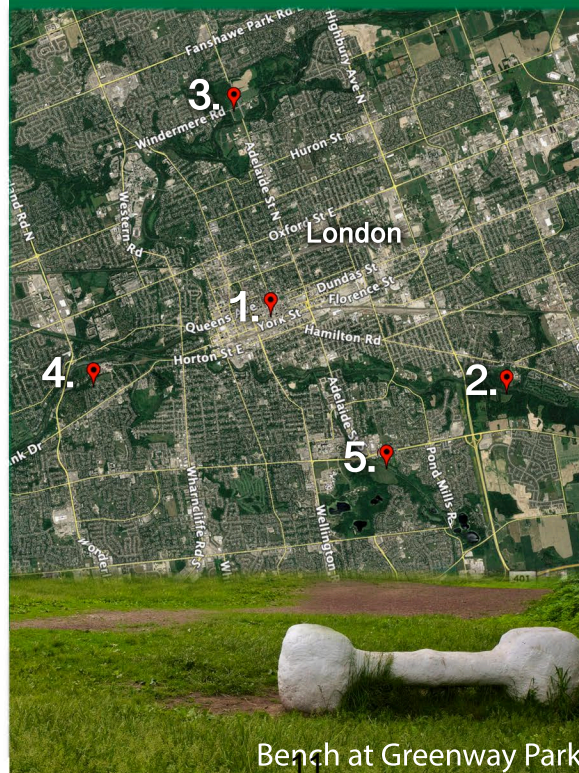 Fanshawe Park Rd E
Highbury Ave N
3.
Windermere Rd
Huron St
Adelaide St N
Western Rd
Oxford St E
London
Dundas St
Florence St
1.
Queens
York St
Hamilton Rd
Horton St E
4.
2.
Adelaide S
5.
Pond Mills R
Wharncliffe Rd S
Wellington
401
Bench at Greenway Park
11